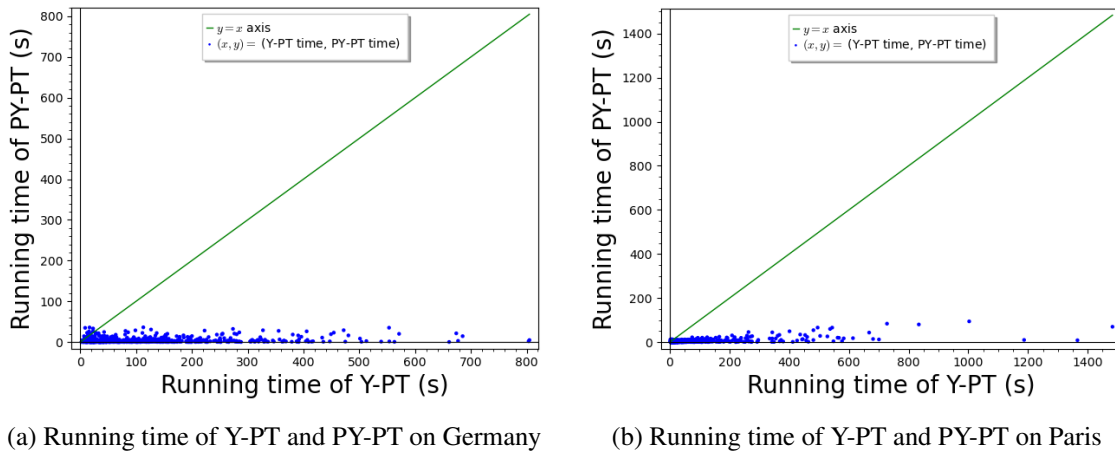 y = x axis
(x, y) = (Y-PT time, PY-PT time)
Running time of PY-PT (s)
800
700
600
500
400
300
200
100
0
0 100 200 300 400 500 600 700 800
Running time of Y-PT (s)
(a) Running time of Y-PT and PY-PT on Germany
y = x axis
(x, y) = (Y-PT time, PY-PT time)
Running time of PY-PT (s)
1400
1200
1000
800
600
400
200
0
0 200 400 600 800 1000 1200 1400
Running time of Y-PT (s)
(b) Running time of Y-PT and PY-PT on Paris